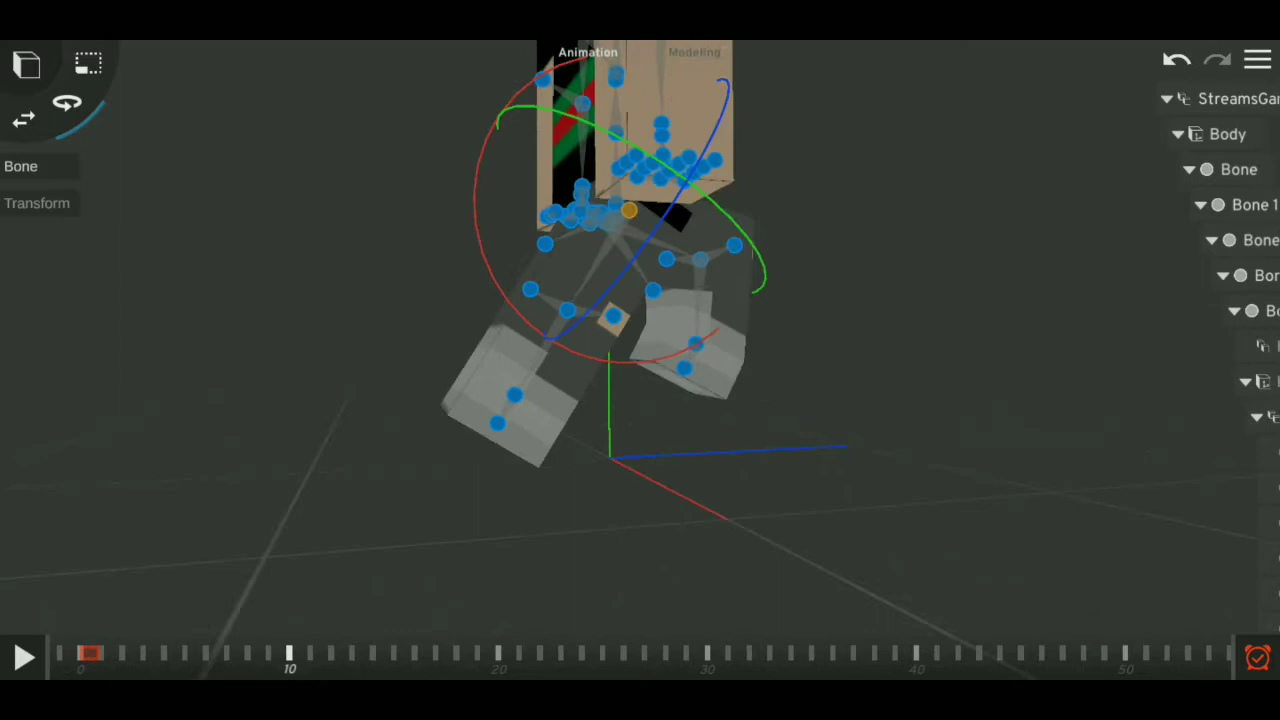 Animation Modeling
StreamsGar
Body
Bone
Bone
Bone 1
Transform
Bone
Bor
Bo
0 10 20 30 40 50